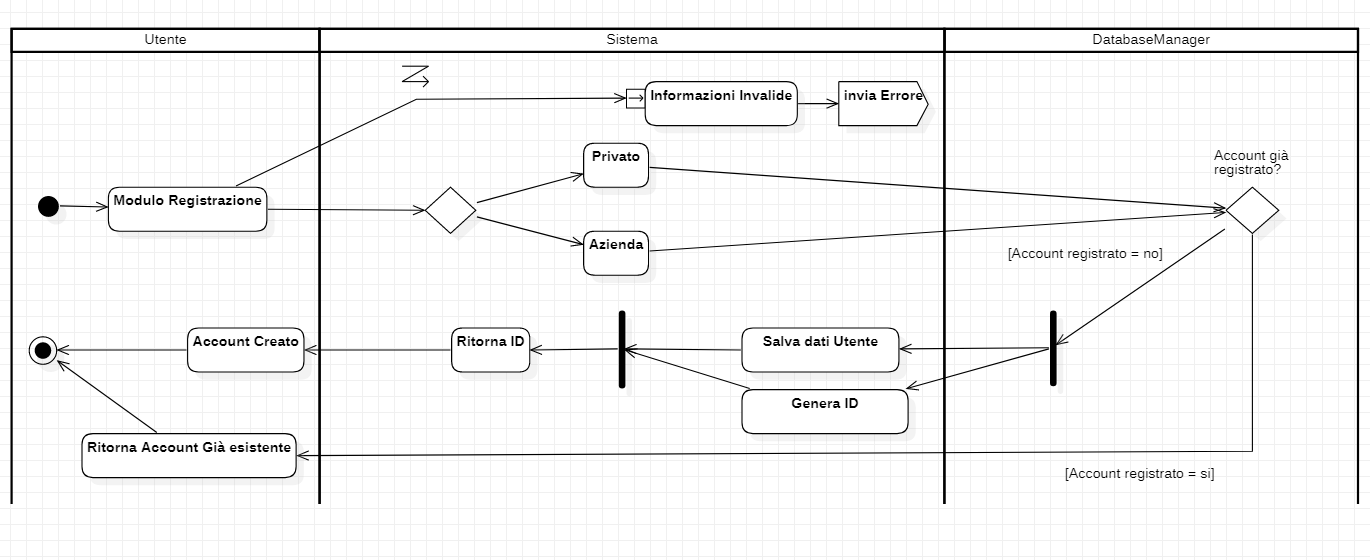 Utente
Sistema
DatabaseManager
Informazioni Invalide
invia Errore
Privato
Account già
registrato?
Modulo Registrazione
Azienda
[Account registrato = no]
Account Creato
Ritorna ID
Salva dati Utente
Genera ID
Ritorna Account Già esistente
[Account registrato = si]